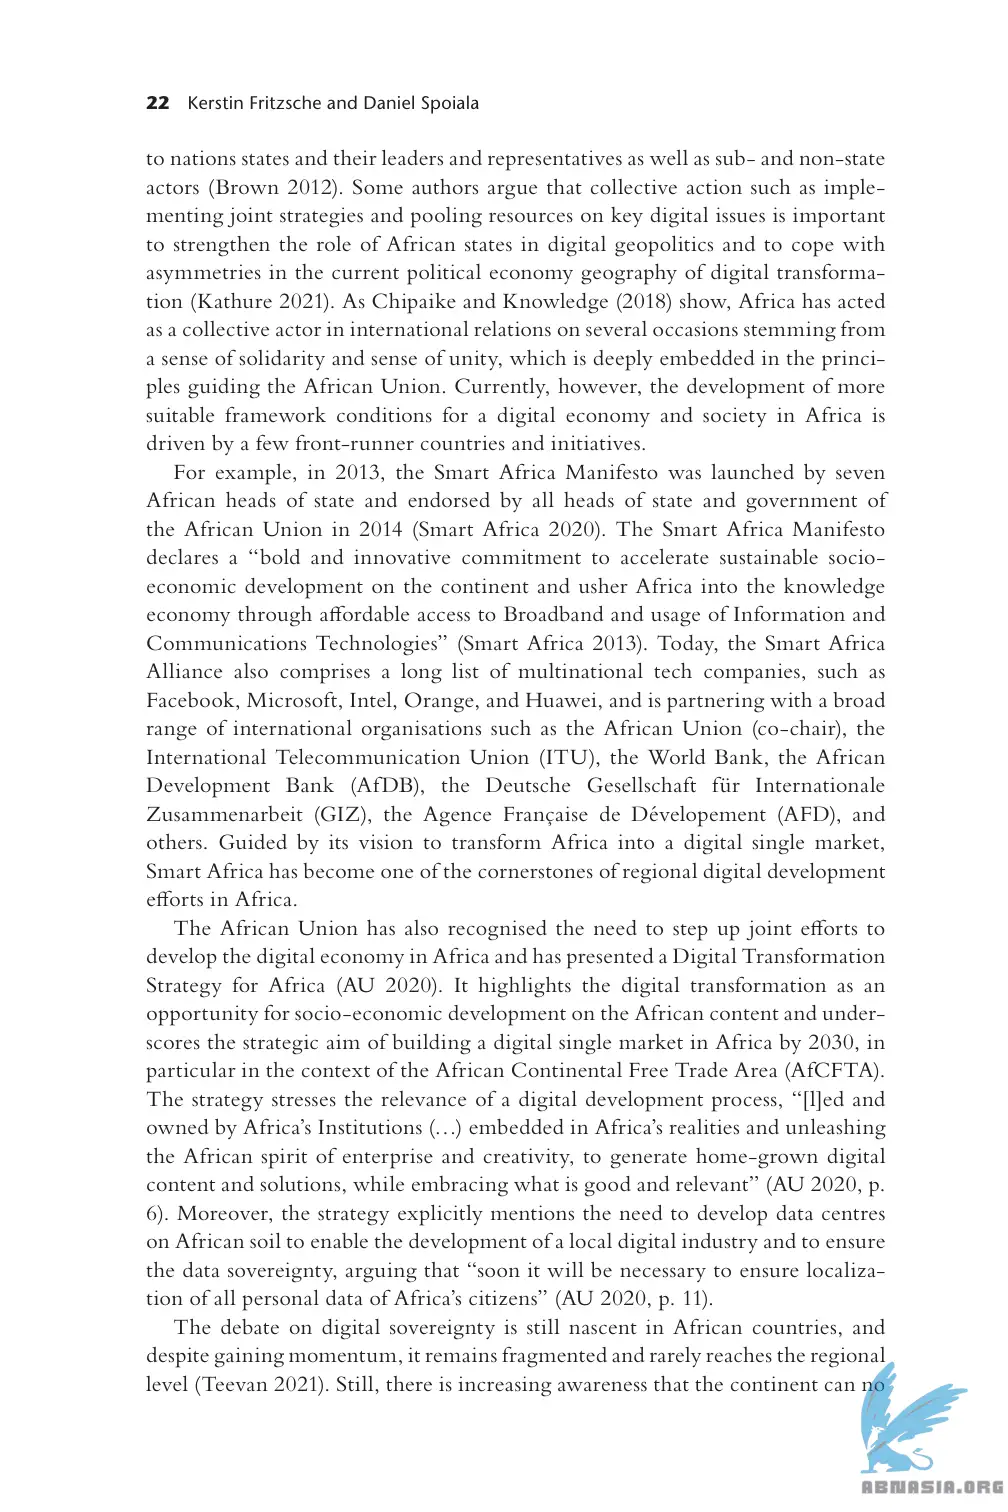 22 Kerstin Fritzsche and Daniel Spoiala
to nations states and their leaders and representatives as well as sub- and non-state
actors (Brown 2012). Some authors argue that collective action such as imple-
menting joint strategies and pooling resources on key digital issues is important
to strengthen the role of African states in digital geopolitics and to cope with
asymmetries in the current political economy geography of digital transforma-
tion (Kathure 2021). As Chipaike and Knowledge (2018) show, Africa has acted
as a collective actor in international relations on several occasions stemming from
a sense of solidarity and sense of unity, which is deeply embedded in the princi-
ples guiding the African Union. Currently, however, the development of more
suitable framework conditions for a digital economy and society in Africa is
driven by a few front-runner countries and initiatives.
For example, in 2013, the Smart Africa Manifesto was launched by seven
African heads of state and endorsed by all heads of state and government of
the African Union in 2014 (Smart Africa 2020). The Smart Africa Manifesto
declares a “bold and innovative commitment to accelerate sustainable socio-
economic development on the continent and usher Africa into the knowledge
economy through affordable access to Broadband and usage of Information and
Communications Technologies” (Smart Africa 2013). Today, the Smart Africa
Alliance also comprises a long list of multinational tech companies, such as
Facebook, Microsoft, Intel, Orange, and Huawei, and is partnering with a broad
range of international organisations such as the African Union (co-chair), the
International Telecommunication Union (ITU), the World Bank, the African
Development Bank (AfDB), the Deutsche Gesellschaft für Internationale
Zusammenarbeit (GIZ), the Agence Française de Dévelopement (AFD), and
others. Guided by its vision to transform Africa into a digital single market,
Smart Africa has become one of the cornerstones of regional digital development
efforts in Africa.
The African Union has also recognised the need to step up joint efforts to
develop the digital economy in Africa and has presented a Digital Transformation
Strategy for Africa (AU 2020). It highlights the digital transformation as an
opportunity for socio-economic development on the African content and under-
scores the strategic aim of building a digital single market in Africa by 2030, in
particular in the context of the African Continental Free Trade Area (AfCFTA).
The strategy stresses the relevance of a digital development process, “[l]ed and
owned by Africa’s Institutions (…) embedded in Africa’s realities and unleashing
the African spirit of enterprise and creativity, to generate home-grown digital
content and solutions, while embracing what is good and relevant” (AU 2020, p.
6). Moreover, the strategy explicitly mentions the need to develop data centres
on African soil to enable the development of a local digital industry and to ensure
the data sovereignty, arguing that “soon it will be necessary to ensure localiza-
tion of all personal data of Africa’s citizens” (AU 2020, p. 11).
The debate on digital sovereignty is still nascent in African countries, and
despite gaining momentum, it remains fragmented and rarely reaches the regional
level (Teevan 2021). Still, there is increasing awareness that the continent can no
ABNASIA.ORG